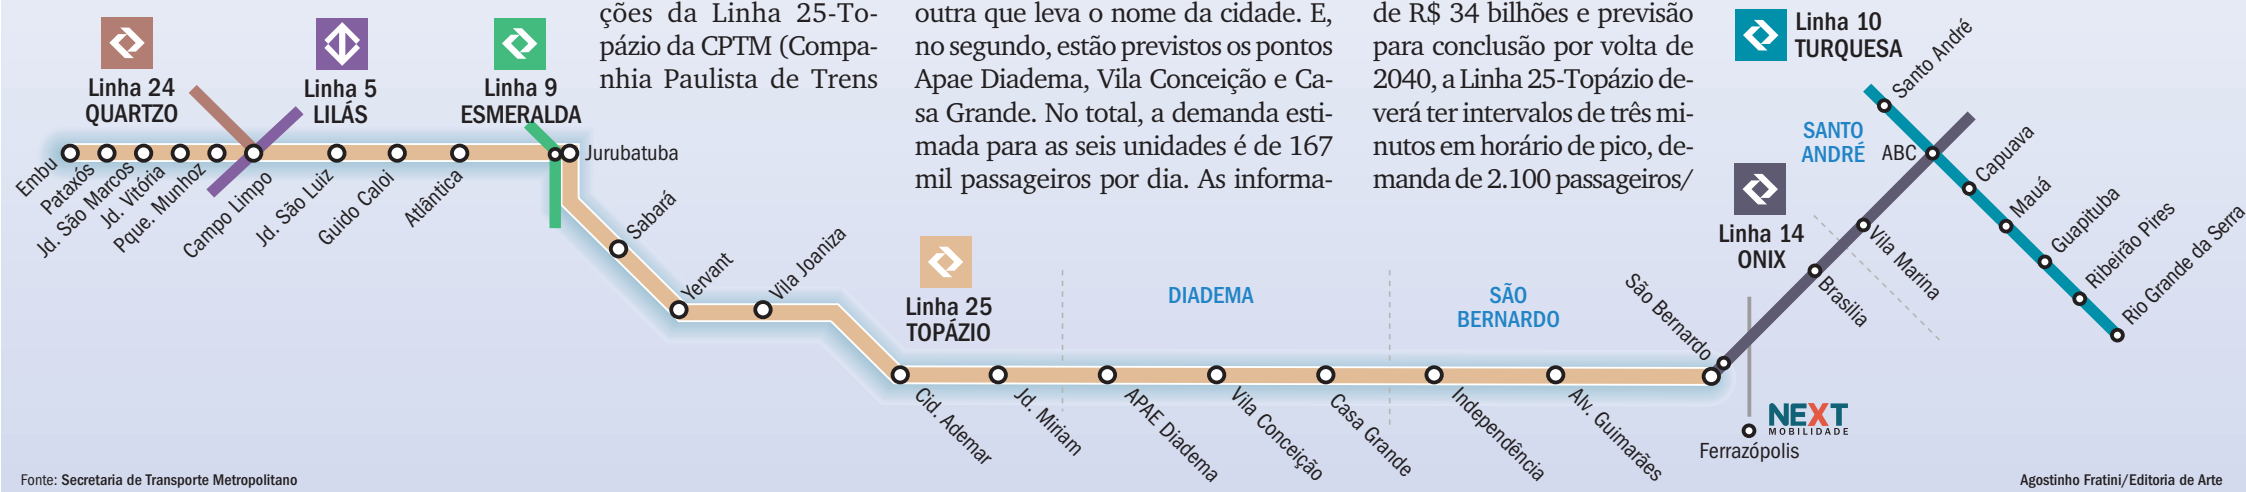 ções da Linha 25-To-
pázio da CPTM (Compa-
nhia Paulista de Trens
outra que leva o nome da cidade. E,
no segundo, estão previstos os pontos
Apae Diadema, Vila Conceição e Ca-
sa Grande. No total, a demanda esti-
mada para as seis unidades é de 167
mil passageiros por dia. As informa-
de R$ 34 bilhões e previsão
para conclusão por volta de
2040, a Linha 25-Topázio de-
verá ter intervalos de três mi-
nutos em horário de pico, de-
manda de 2.100 passageiros/
Linha 24
QUARTZO
Linha 5
LILÁS
Linha 9
ESMERALDA
Linha 10
TURQUESA
Embu
Pataxós
Jd. São Marcos
Jd. Vitória
Pque. Munhoz
Campo Limpo
Jd. São Luiz
Guido Caloi
Atlântica
Jurubatuba
Sabará
Yervant
Vila Joaniza
Linha 25
TOPÁZIO
Cid. Ademar
Jd. Miriam
DIADEMA
APAE Diadema
Vila Conceição
Casa Grande
SÃO
BERNARDO
Independência
Alv. Guimarães
São Bernardo
Linha 14
ONIX
Brasilia
Vila Marina
SANTO
ANDRÉ
ABC
Santo André
Capuava
Mauá
Guapituba
Ribeirão Pires
Rio Grande da Serra
NEXT
MOBILIDADE
Ferrazópolis
Fonte: Secretaria de Transporte Metropolitano
Agostinho Fratini/Editoria de Arte